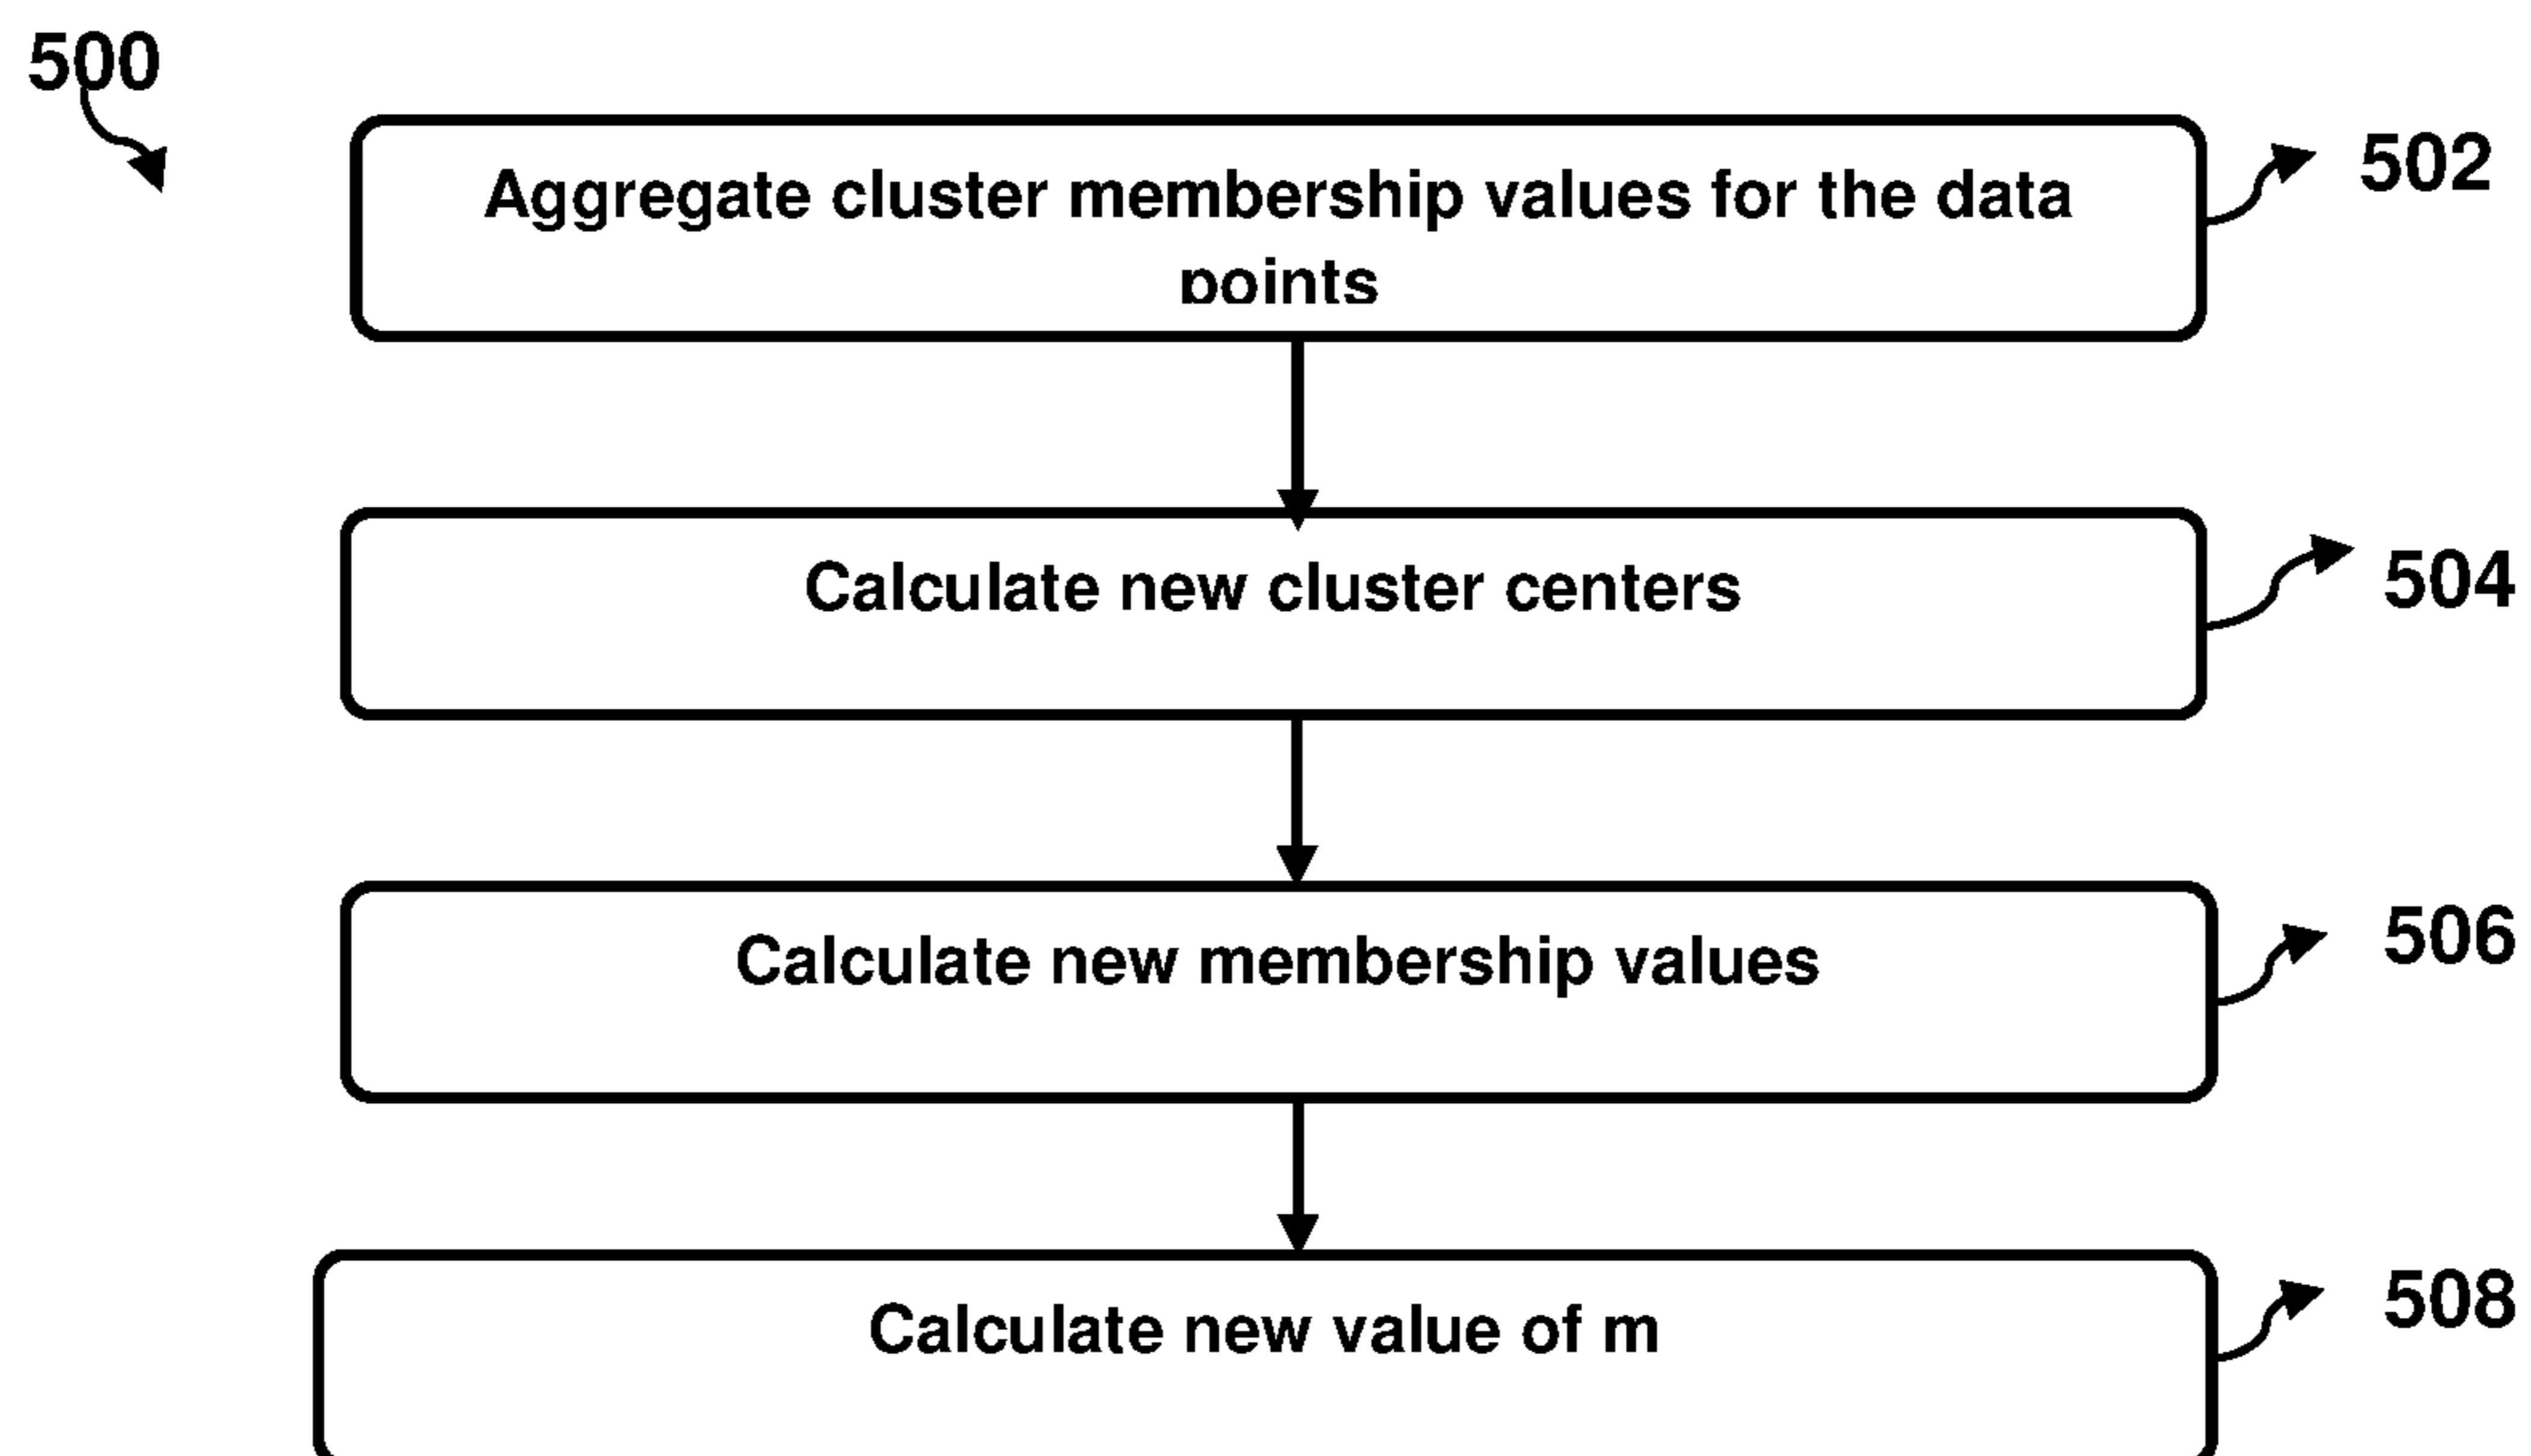 500
Aggregate cluster membership values for the data
points
502
Calculate new cluster centers
504
Calculate new membership values
506
Calculate new value of m
508